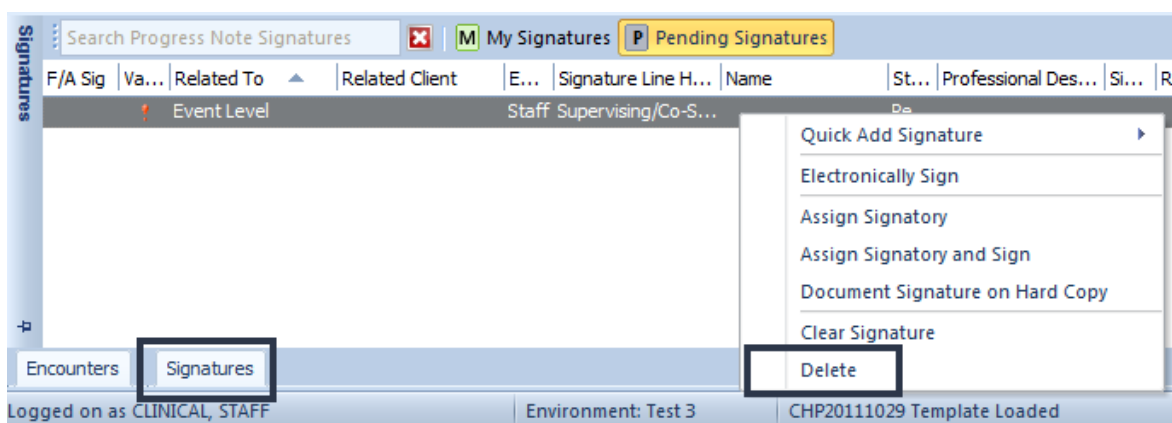 Signatures
Search Progress Note Signatures M My Signatures P Pending Signatures
F/A Sig Va... Related To Related Client E... Signature Line H... Name St... Professional Des... Si... R
Event Level Staff Supervising/Co-S... Pe
Quick Add Signature
Electronically Sign
Assign Signatory
Assign Signatory and Sign
Document Signature on Hard Copy
Clear Signature
Delete
Encounters Signatures
Logged on as CLINICAL, STAFF Environment: Test 3 CHP20111029 Template Loaded